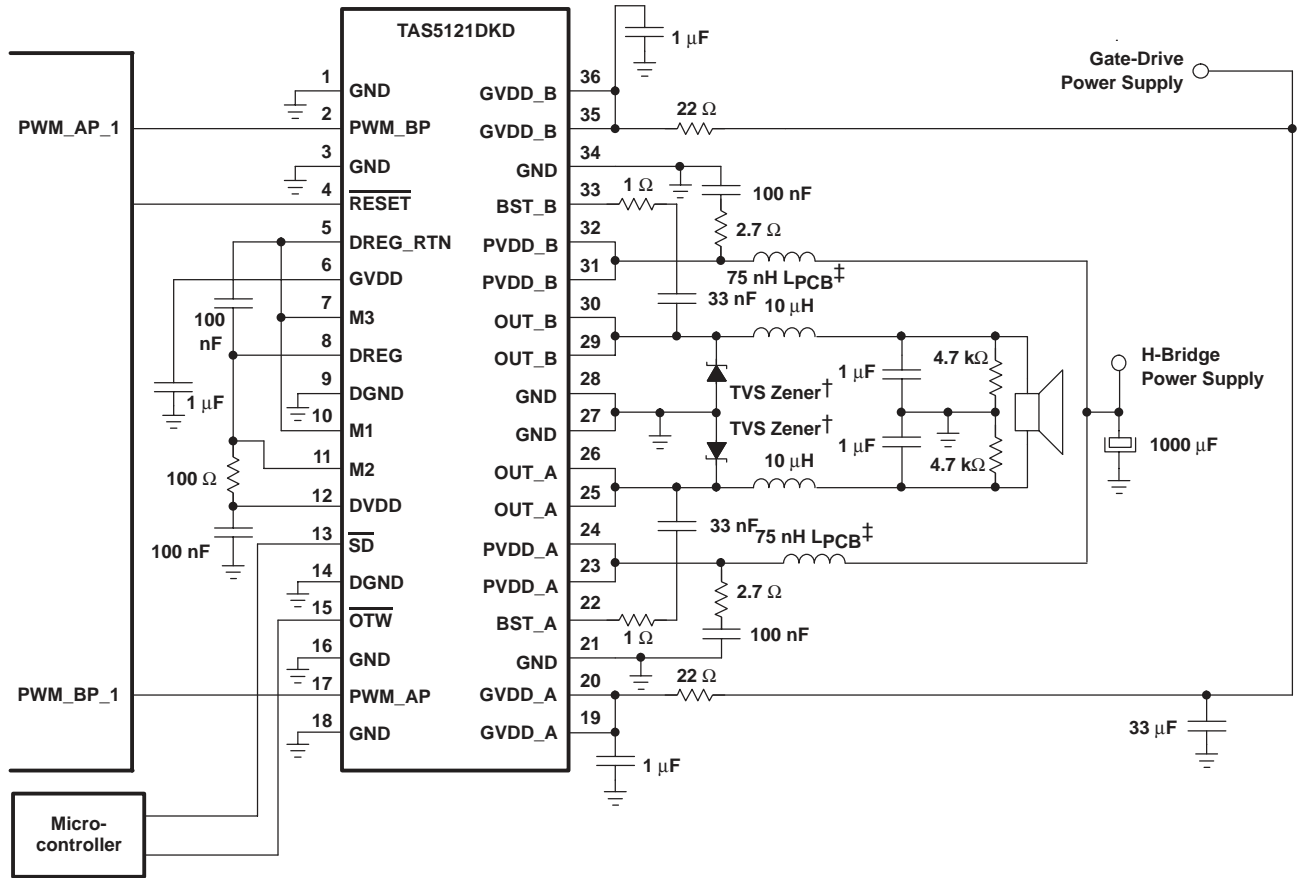 TAS5121DKD
1 μF
Gate-Drive
Power Supply
1
GND
36
GVDD_B
PWM_AP_1
2
PWM_BP
35
GVDD_B
22 Ω
3
GND
34
GND
100 nF
4
RESET
33
BST_B
1 Ω
2.7 Ω
5
DREG_RTN
32
PVDD_B
6
GVDD
31
PVDD_B
75 nH LPCB‡
33 nF
7
M3
30
OUT_B
10 μH
100
nF
8
DREG
29
OUT_B
4.7 kΩ
H-Bridge
Power Supply
1 μF
TVS Zener†
9
DGND
28
GND
1 μF
TVS Zener†
10
M1
27
GND
1 μF
1000 μF
11
M2
26
OUT_A
10 μH
4.7 kΩ
100 Ω
12
DVDD
25
OUT_A
33 nF
75 nH LPCB‡
100 nF
13
SD
24
PVDD_A
14
DGND
23
PVDD_A
2.7 Ω
15
OTW
22
BST_A
1 Ω
100 nF
16
GND
21
GND
PWM_BP_1
17
PWM_AP
20
GVDD_A
22 Ω
18
GND
19
GVDD_A
33 μF
1 μF
Micro-
controller